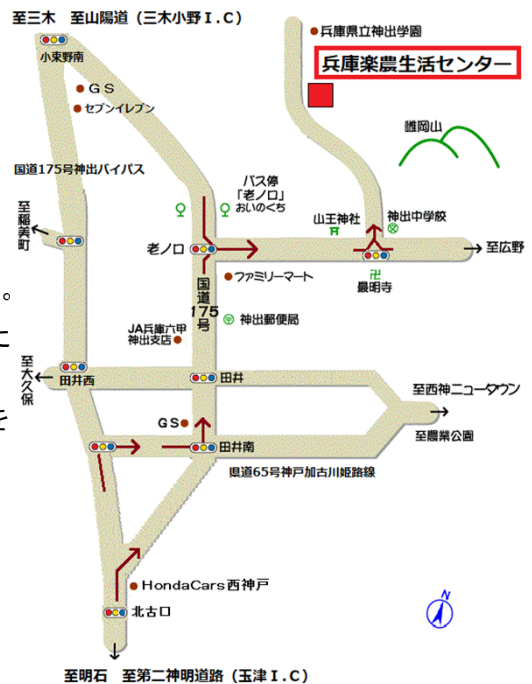 至三木 至山陽道（三木小野I.C）
小束野南
GS
セブンイレブン
国道175号神出バイパス
至稲美町
兵庫県立神出学園
兵庫楽農生活センター
雌岡山
バス停
「老ノ口」
おいのくち
山王神社
神出中学校
老ノ口
至広野
ファミリーマート
最明寺
国道175号
。
に
を
JA兵庫六甲
神出支店
神出郵便局
至大久保
田井西
田井
至西神ニュータウン
GS
至農業公園
田井南
県道65号神戸加古川姫路線
HondaCars西神戸
北古口
N
至明石 至第二神明道路（玉津I.C）